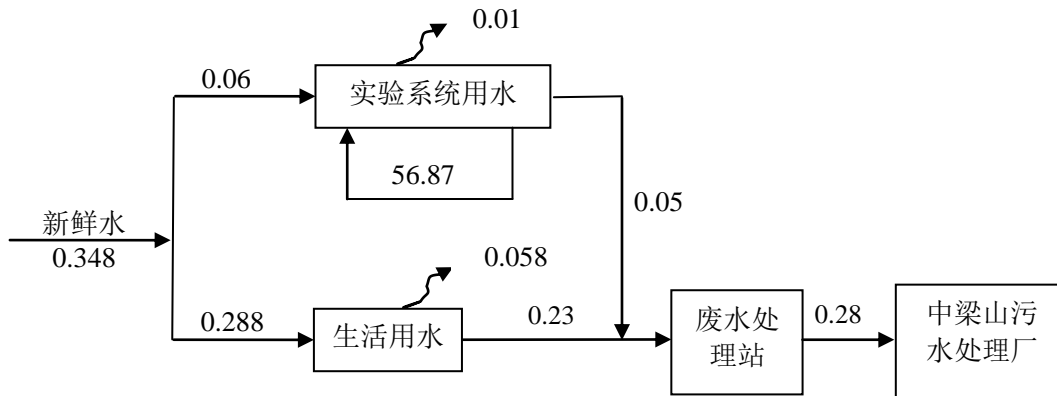 0.01
0.06
实验系统用水
56.87
0.05
新鲜水
0.348
0.058
0.288
生活用水
0.23
废水处
理站
0.28
中梁山污
水处理厂